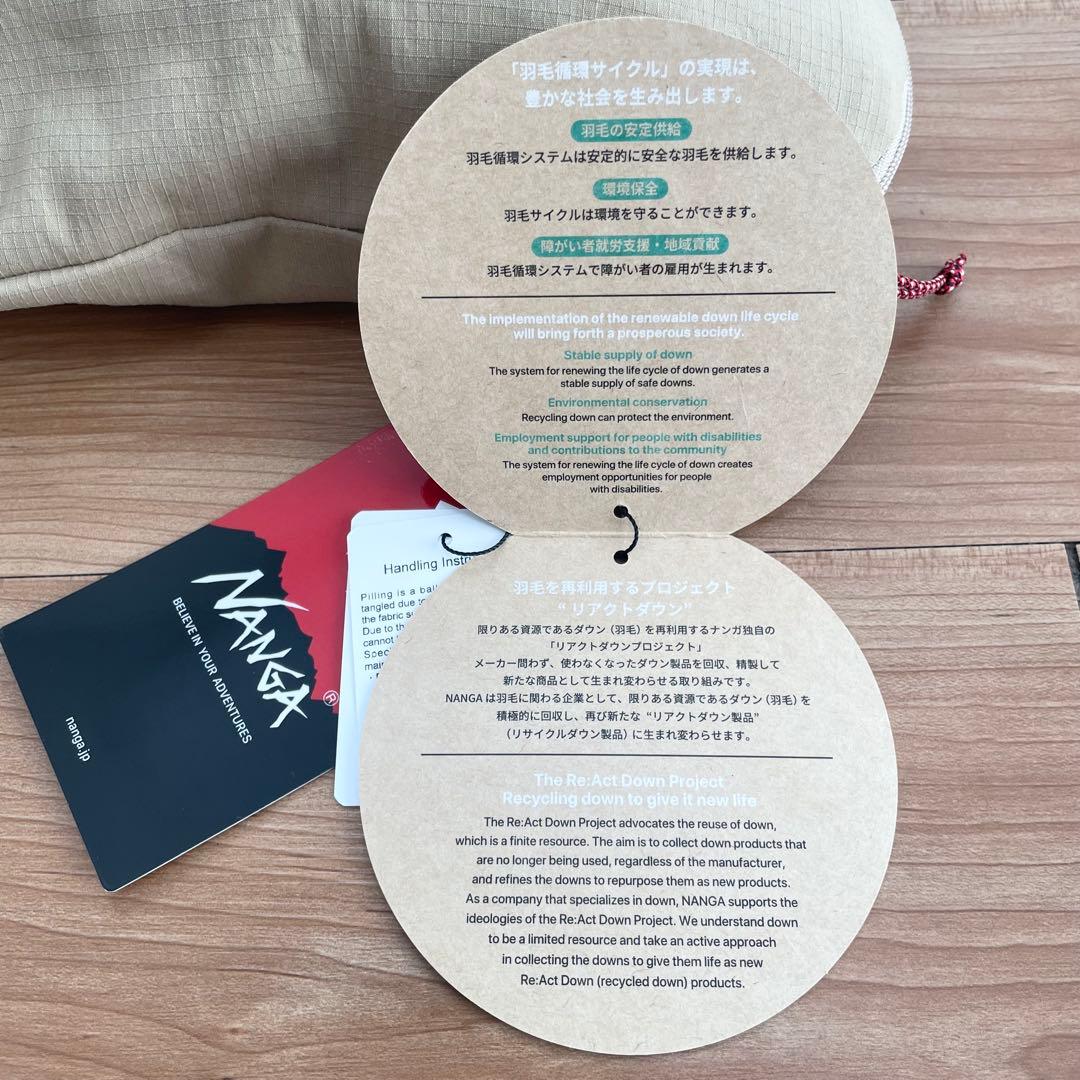 「羽毛循環サイクル」の実現は、
豊かな社会を生み出します。
羽毛の安定供給
羽毛循環システムは安定的に安全な羽毛を供給します。
環境保全
羽毛サイクルは環境を守ることができます。
障がい者就労支援・地域貢献
羽毛循環システムで障がい者の雇用が生まれます。
The implementation of the renewable down life cycle
will bring forth a prosperous society.
Stable supply of down
The system for renewing the life cycle of down generates a
stable supply of safe downs.
Environmental conservation
Recycling down can protect the environment.
Employment support for people with disabilities
and contributions to the community
The system for renewing the life cycle of down creates
employment opportunities for people
with disabilities.
羽毛を再利用するプロジェクト
“ リアクトダウン”
限りある資源であるダウン（羽毛）を再利用するナンガ独自の
「リアクトダウンプロジェクト」
メーカー問わず、使わなくなったダウン製品を回収、精製して
新たな商品として生まれ変わらせる取り組みです。
NANGA は羽毛に関わる企業として、限りある資源であるダウン（羽毛）を
積極的に回収し、再び新たな “リアクトダウン製品”
（リサイクルダウン製品）に生まれ変わらせます。
The Re:Act Down Project
Recycling down to give it new life
The Re:Act Down Project advocates the reuse of down,
which is a finite resource. The aim is to collect down products that
are no longer being used, regardless of the manufacturer,
and refines the downs to repurpose them as new products.
As a company that specializes in down, NANGA supports the
ideologies of the Re:Act Down Project. We understand down
to be a limited resource and take an active approach
in collecting the downs to give them life as new
Re:Act Down (recycled down) products.
NANGA®
BELIEVE IN YOUR ADVENTURES
nanga.jp
Handling
Pilling is a
tangled due
the fabric
Due to
cannot